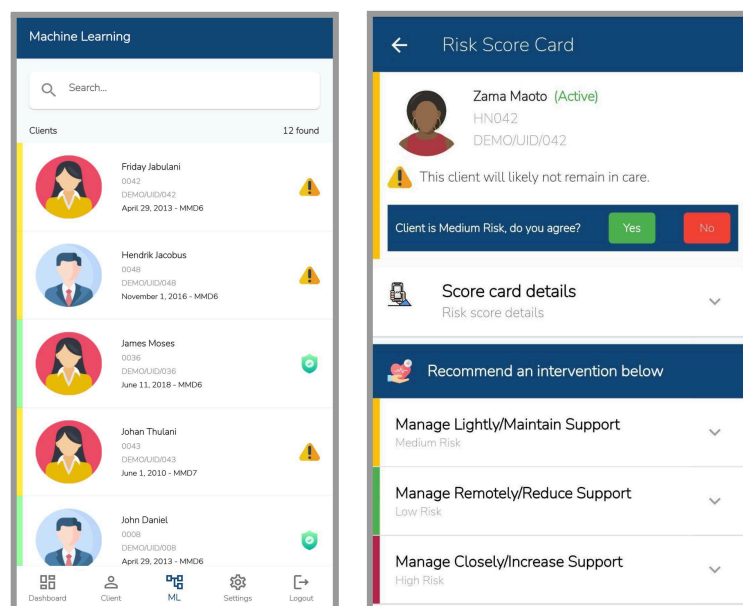 Machine Learning
Search...
Clients 12 found
Friday Jabulani
0042
DEMO/UID/042
April 29, 2013 - MMD6
Hendrik Jacobus
0048
DEMO/UID/048
November 1, 2016 - MMD6
James Moses
0036
DEMO/UID/036
June 11, 2018 - MMD6
Johan Thulani
0043
DEMO/UID/043
June 1, 2010 - MMD7
John Daniel
0008
DEMO/UID/008
April 29, 2013 - MMD6
Dashboard Client ML Settings Logout
Risk Score Card
Zama Maoto (Active)
HN042
DEMO/UID/042
This client will likely not remain in care.
Client is Medium Risk, do you agree? Yes No
Score card details
Risk score details
Recommend an intervention below
Manage Lightly/Maintain Support
Medium Risk
Manage Remotely/Reduce Support
Low Risk
Manage Closely/Increase Support
High Risk